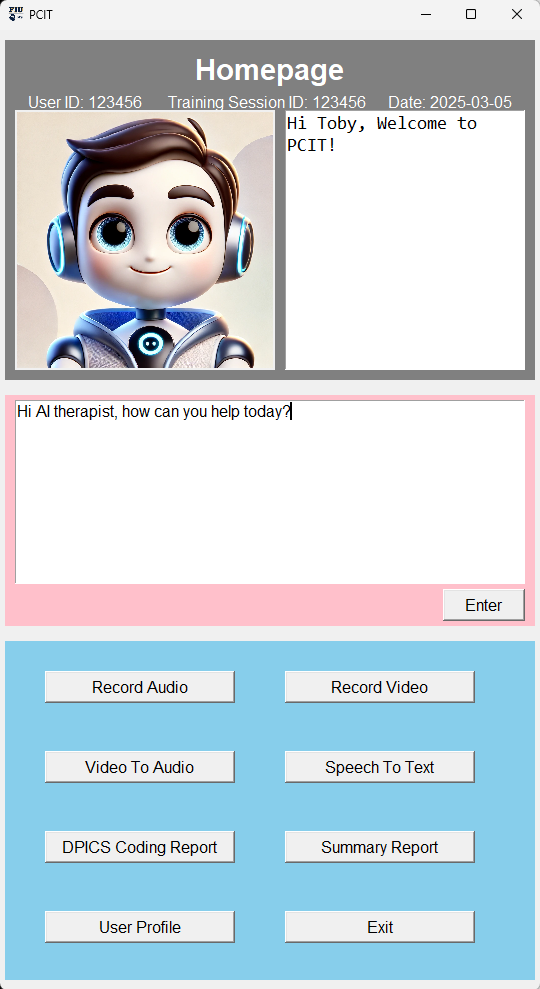 FIU
PCIT
Homepage
User ID: 123456 Training Session ID: 123456 Date: 2025-03-05
Hi Toby, Welcome to
PCIT!
Hi AI therapist, how can you help today?
Enter
Record Audio Record Video
Video To Audio Speech To Text
DPICS Coding Report Summary Report
User Profile Exit